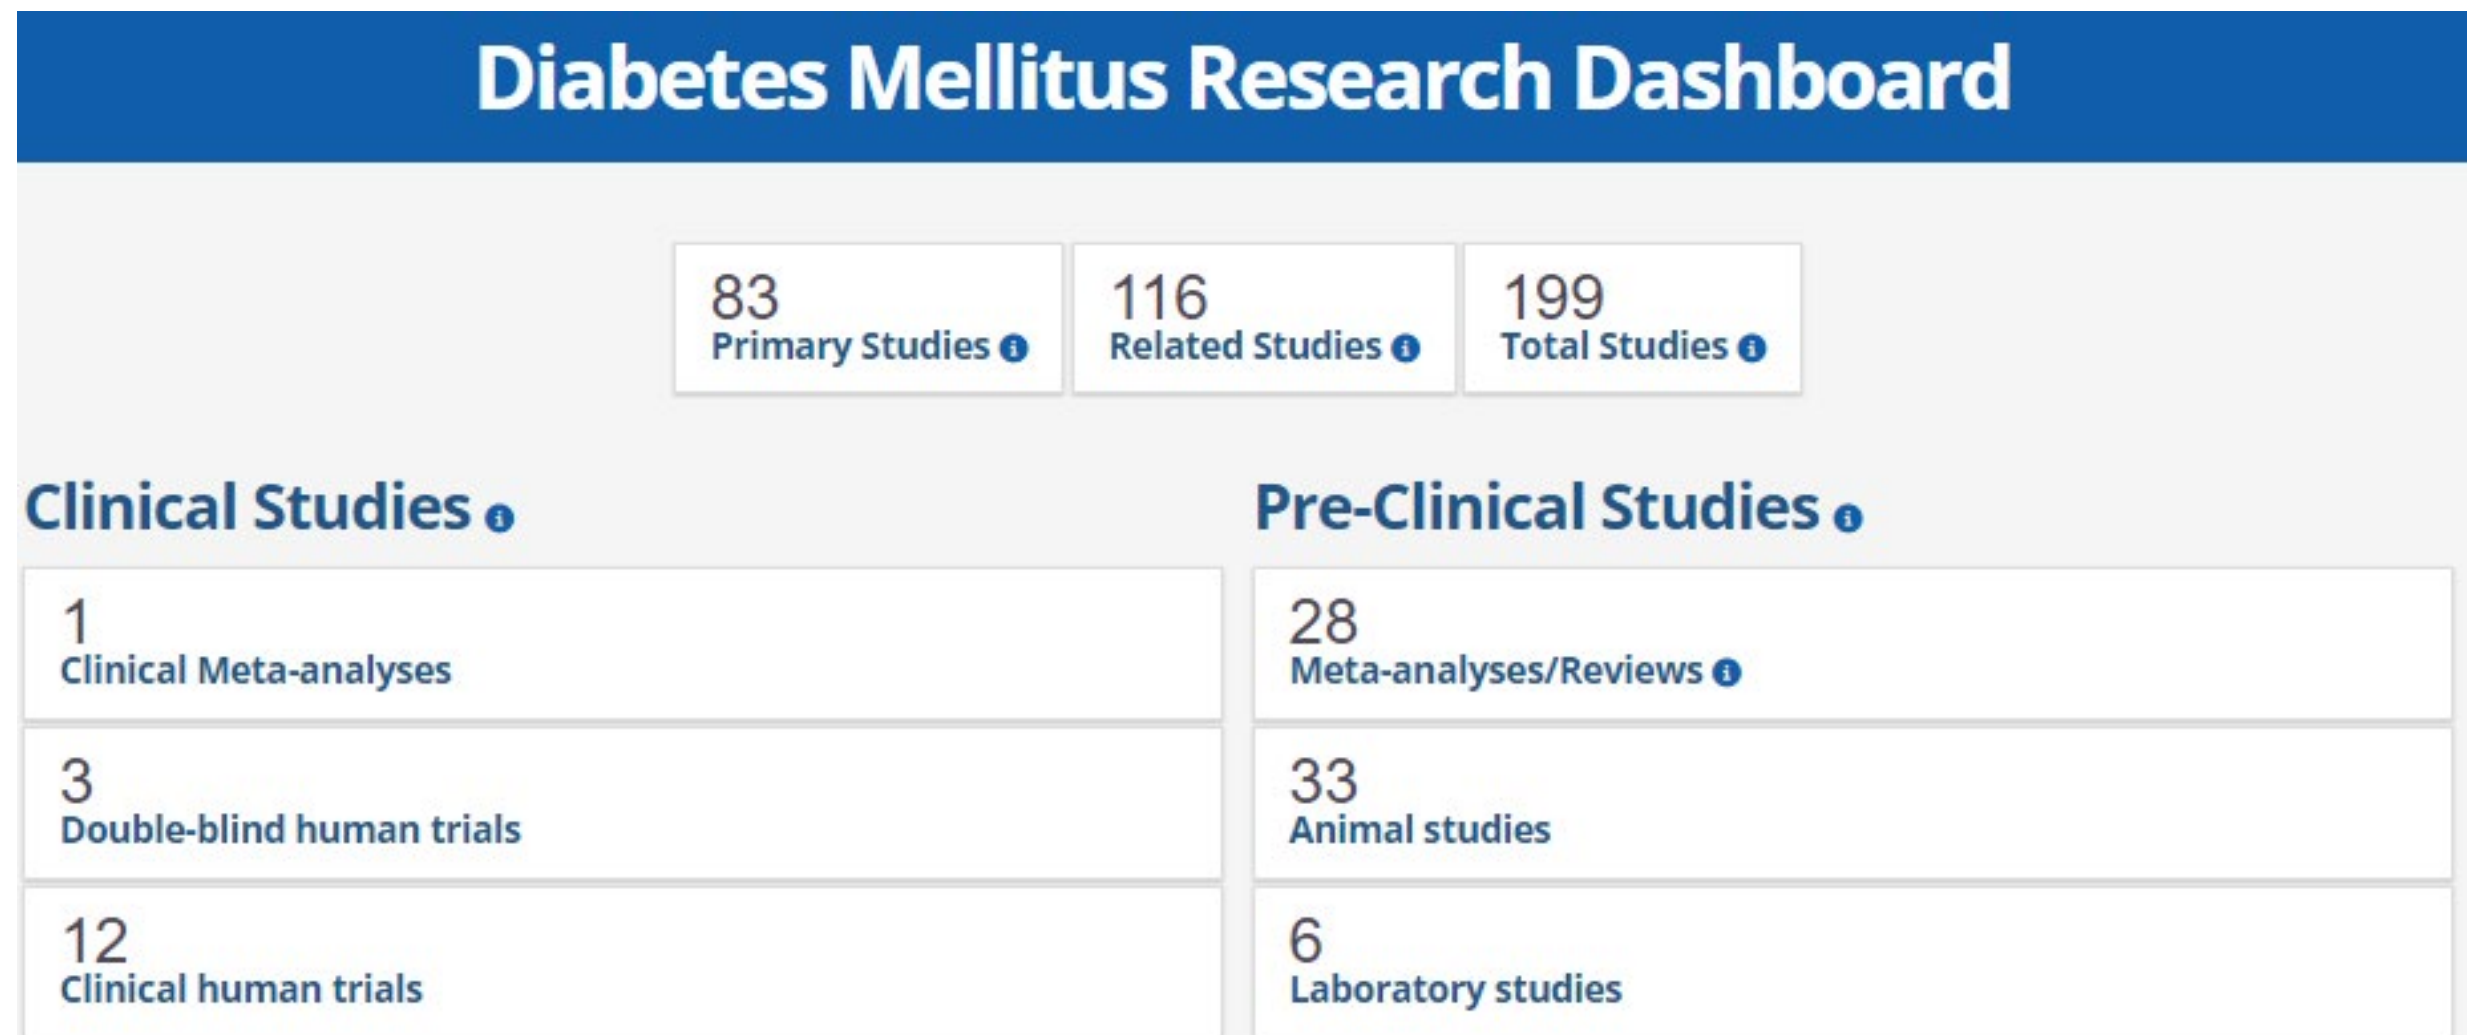 Diabetes Mellitus Research Dashboard
83
Primary Studies
116
Related Studies
199
Total Studies
Clinical Studies
1
Clinical Meta-analyses
3
Double-blind human trials
12
Clinical human trials
Pre-Clinical Studies
28
Meta-analyses/Reviews
33
Animal studies
6
Laboratory studies